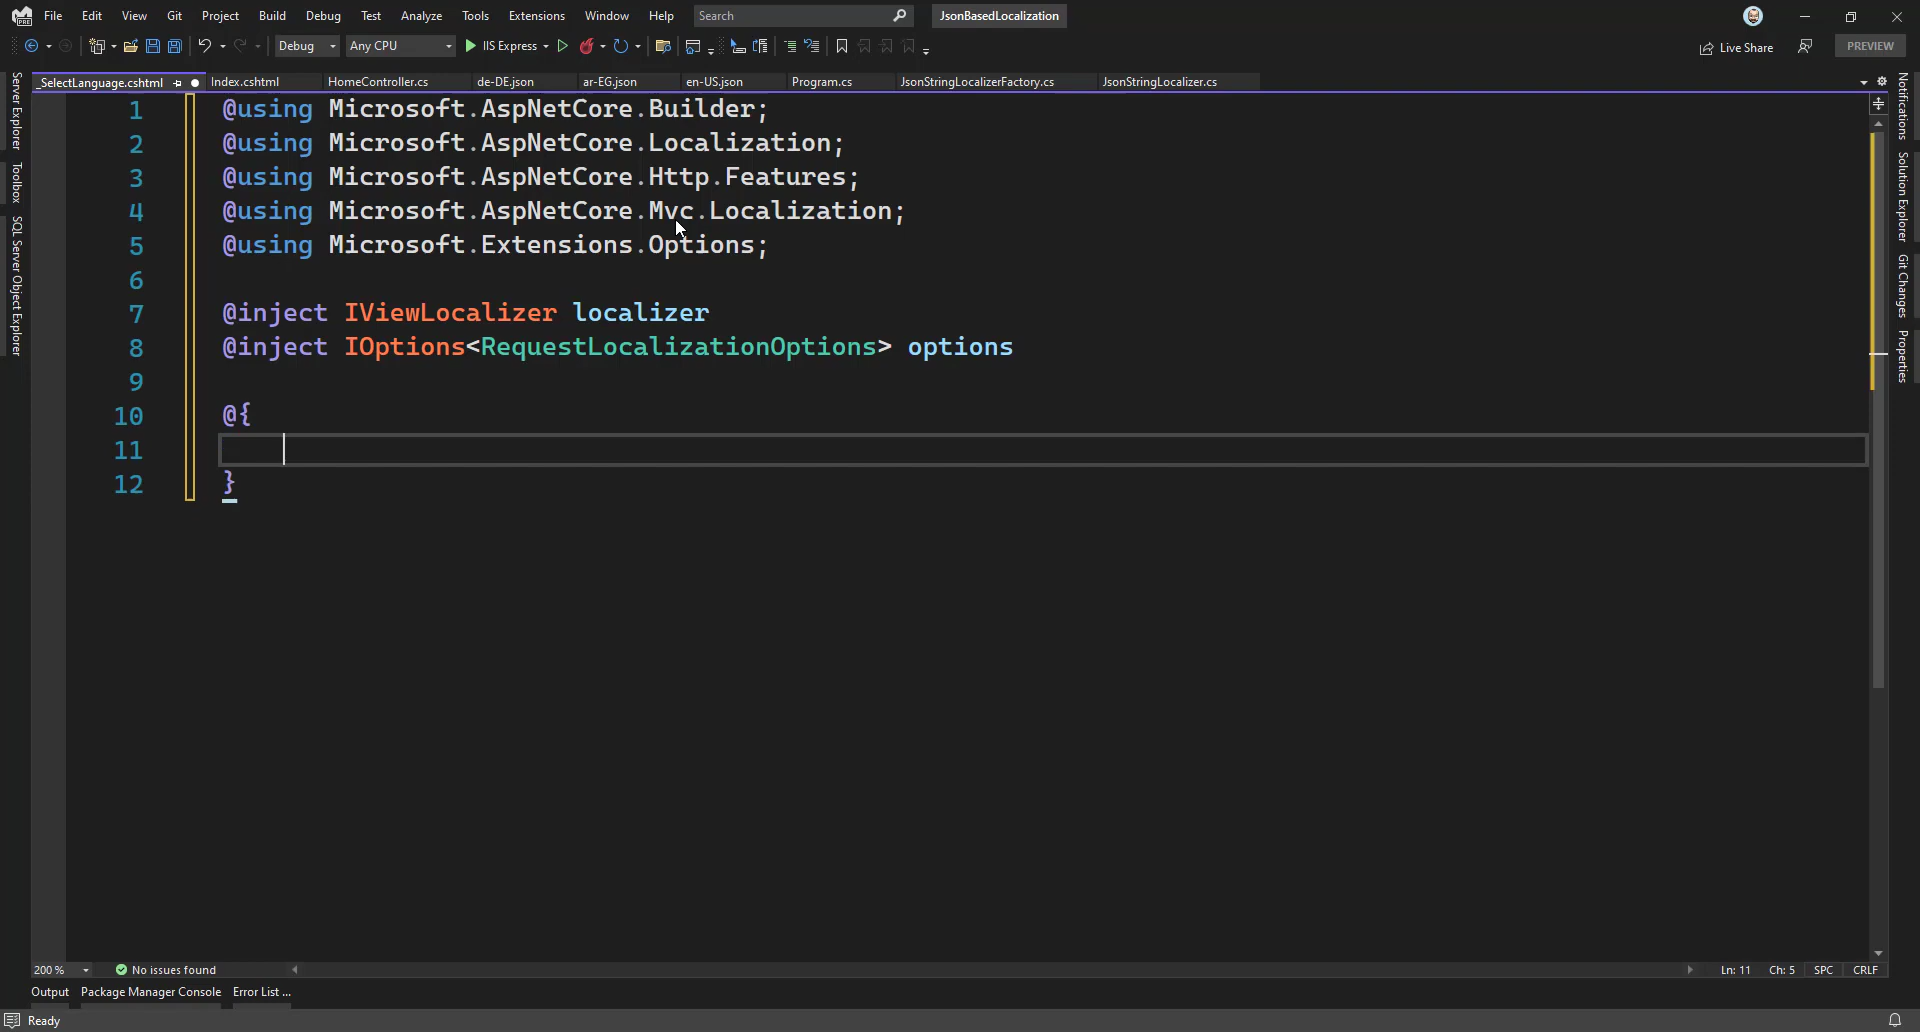 File Edit View Git Project Build Debug Test Analyze Tools Extensions Window Help Search JsonBasedLocalization
Debug Any CPU IIS Express Live Share PREVIEW
_SelectLanguage.cshtml Index.cshtml HomeController.cs de-DE.json ar-EG.json en-US.json Program.cs JsonStringLocalizerFactory.cs JsonStringLocalizer.cs
Server Explorer
Toolbox
SQL Server Object Explorer
1 @using Microsoft.AspNetCore.Builder;
2 @using Microsoft.AspNetCore.Localization;
3 @using Microsoft.AspNetCore.Http.Features;
4 @using Microsoft.AspNetCore.Mvc.Localization;
5 @using Microsoft.Extensions.Options;
6
7 @inject IViewLocalizer localizer
8 @inject IOptions<RequestLocalizationOptions> options
9
10 @{
11
12 }
Notifications
Solution Explorer
Git Changes
Properties
200 % No issues found Ln: 11 Ch: 5 SPC CRLF
Output Package Manager Console Error List ...
Ready